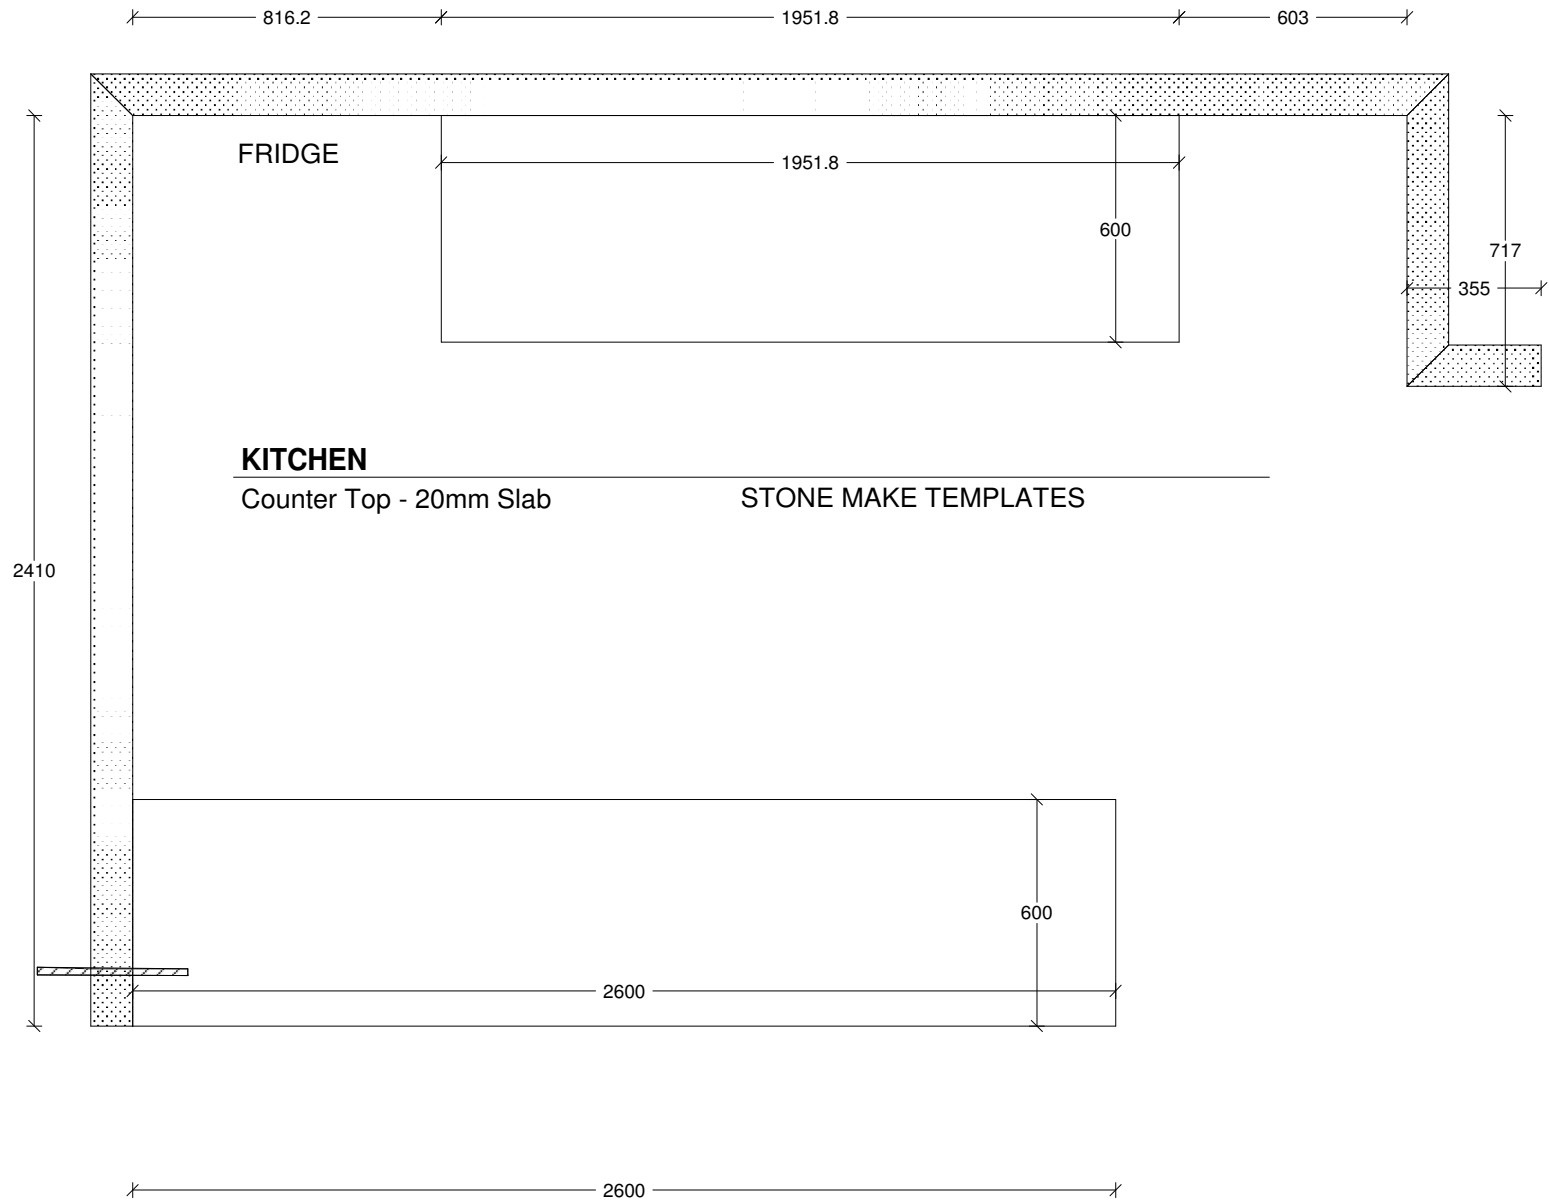 816.2 1951.8 603
FRIDGE
1951.8
600
717
355
KITCHEN
Counter Top - 20mm Slab STONE MAKE TEMPLATES
2410
600
2600
2600